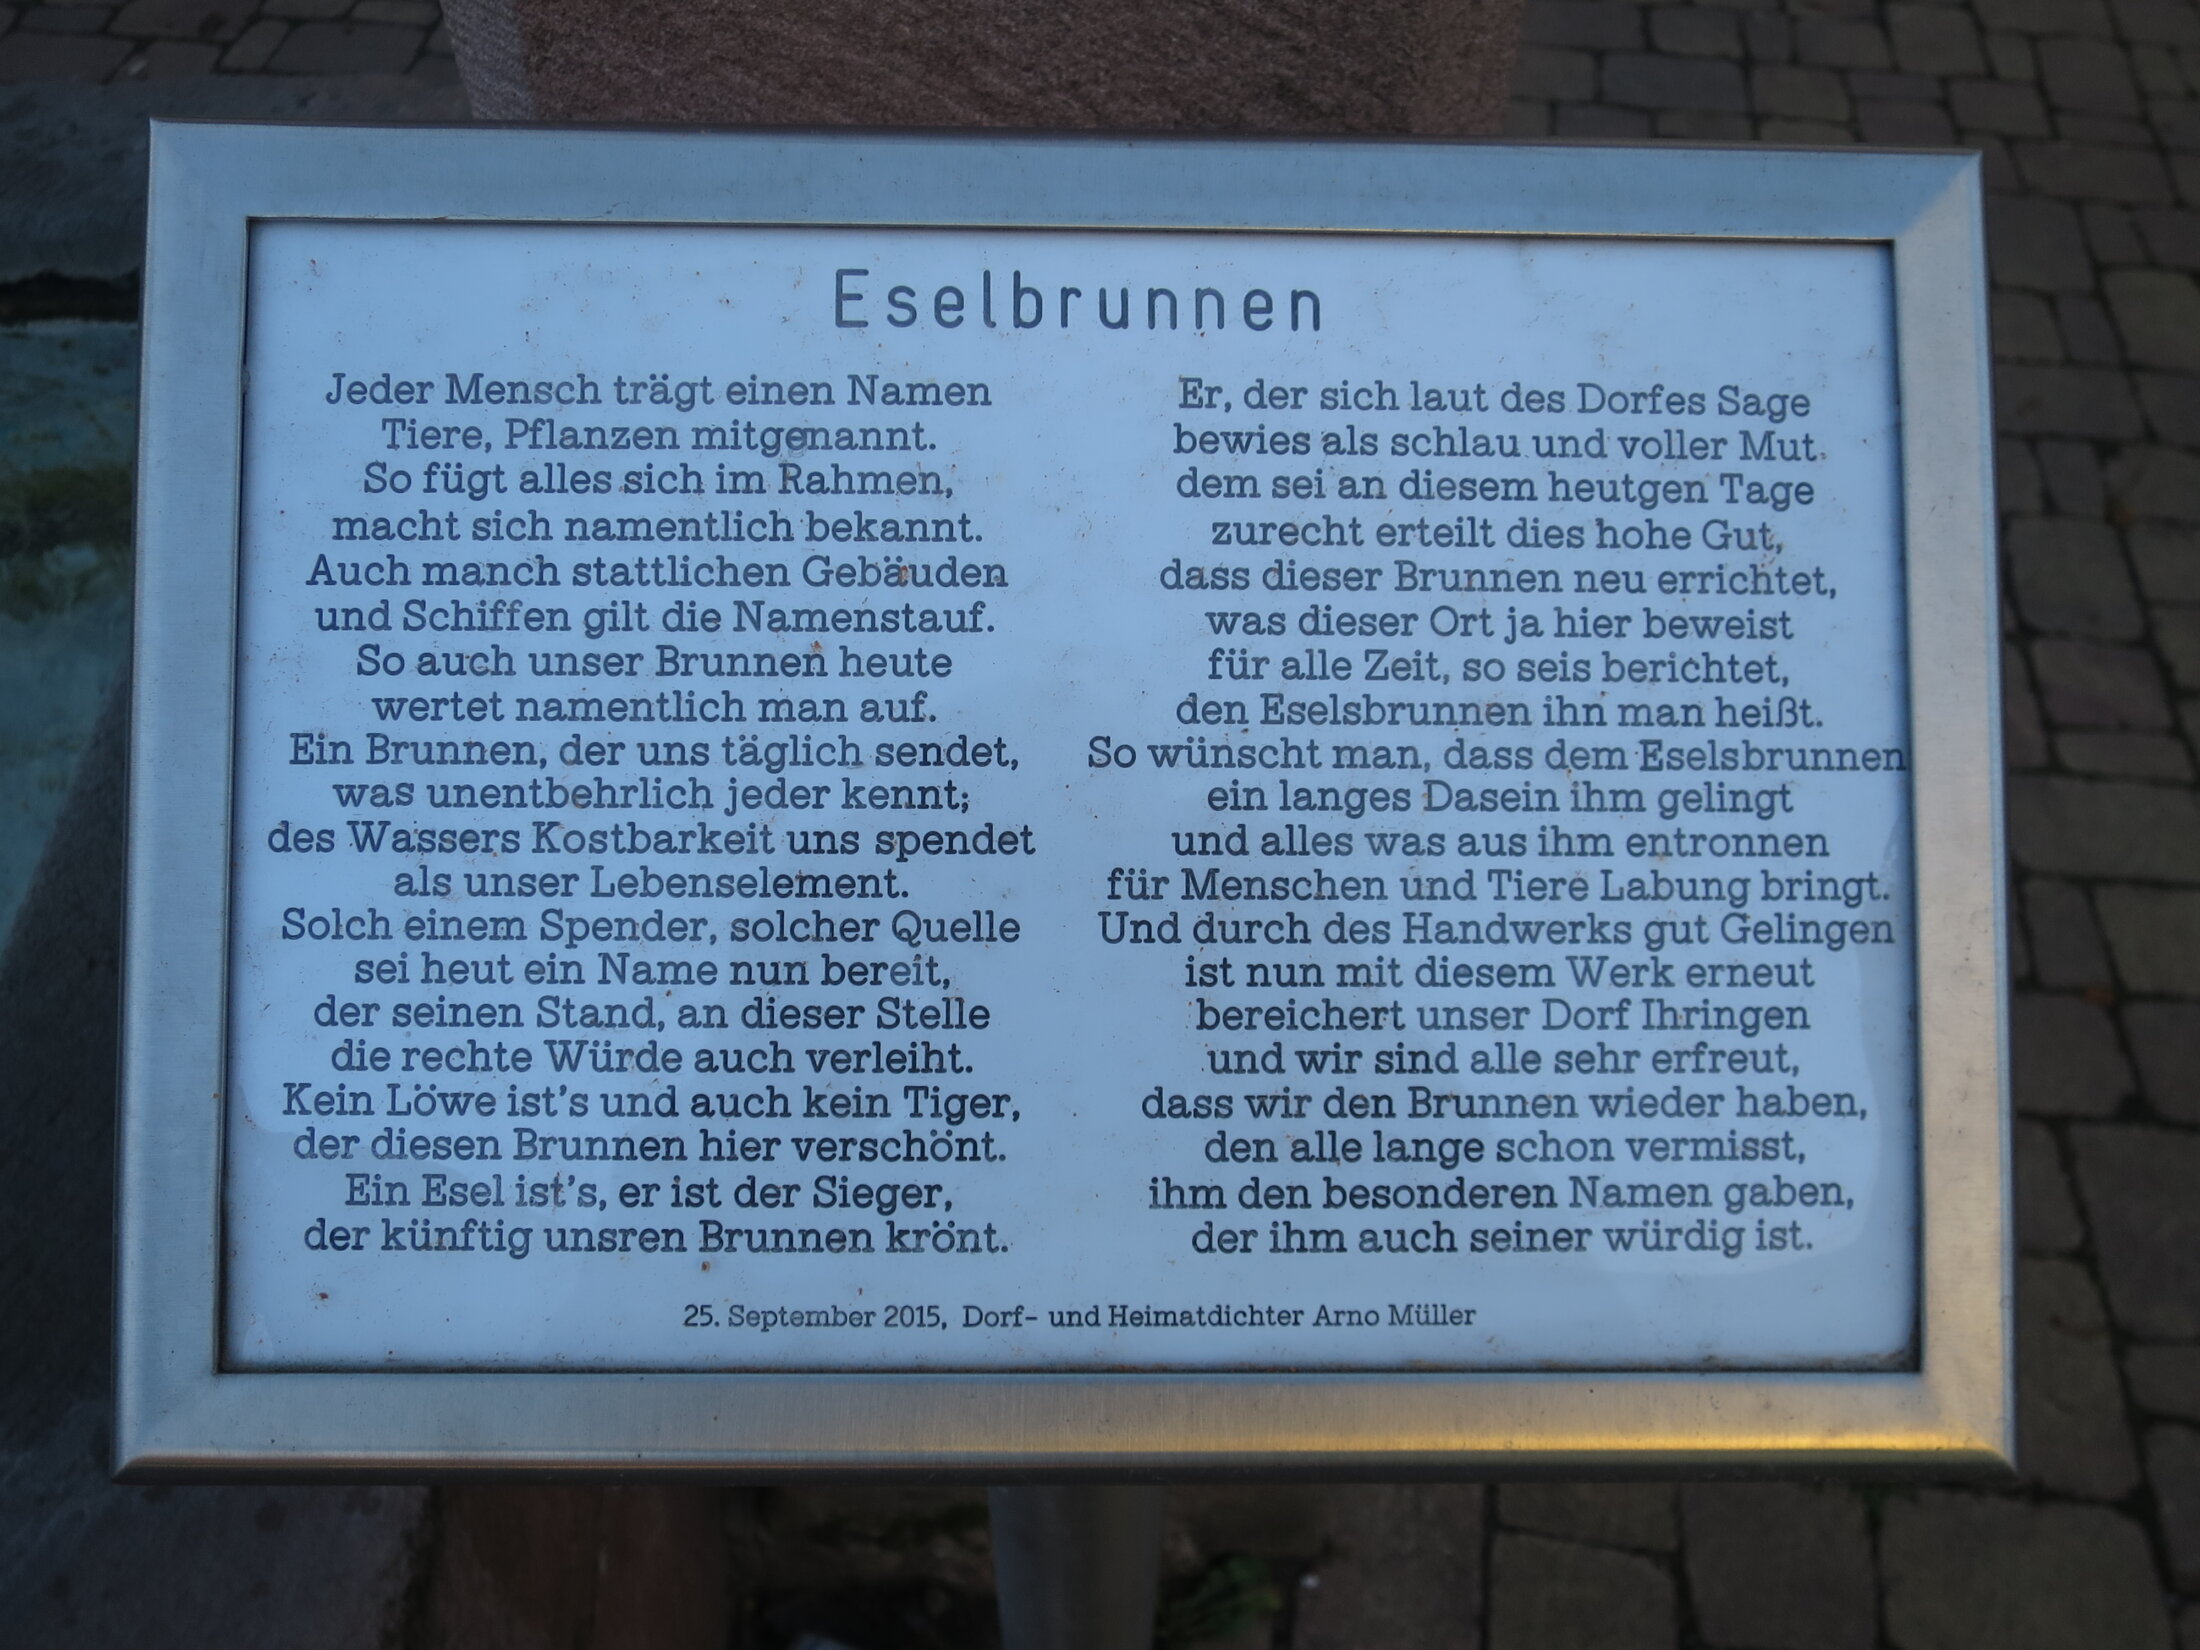 Eselbrunnen
Jeder Mensch trägt einen Namen
Tiere, Pflanzen mitgenannt.
So fügt alles sich im Rahmen,
macht sich namentlich bekannt.
Auch manch stattlichen Gebäuden
und Schiffen gilt die Namenstauf.
So auch unser Brunnen heute
wertet namentlich man auf.
Ein Brunnen, der uns täglich sendet,
was unentbehrlich jeder kennt;
des Wassers Kostbarkeit uns spendet
als unser Lebenselement.
Solch einem Spender, solcher Quelle
sei heut ein Name nun bereit,
der seinen Stand, an dieser Stelle
die rechte Würde auch verleiht.
Kein Löwe ist's und auch kein Tiger,
der diesen Brunnen hier verschönt.
Ein Esel ist's, er ist der Sieger,
der künftig unsren Brunnen krönt.
Er, der sich laut des Dorfes Sage
bewies als schlau und voller Mut.
dem sei an diesem heutgen Tage
zurecht erteilt dies hohe Gut,
dass dieser Brunnen neu errichtet,
was dieser Ort ja hier beweist
für alle Zeit, so seis berichtet,
den Eselsbrunnen ihn man heißt.
So wünscht man, dass dem Eselsbrunnen
ein langes Dasein ihm gelingt
und alles was aus ihm entronnen
für Menschen und Tiere Labung bringt.
Und durch des Handwerks gut Gelingen
ist nun mit diesem Werk erneut
bereichert unser Dorf Ihringen
und wir sind alle sehr erfreut,
dass wir den Brunnen wieder haben,
den alle lange schon vermisst,
ihm den besonderen Namen gaben,
der ihm auch seiner würdig ist.
25. September 2015, Dorf- und Heimatdichter Arno Müller